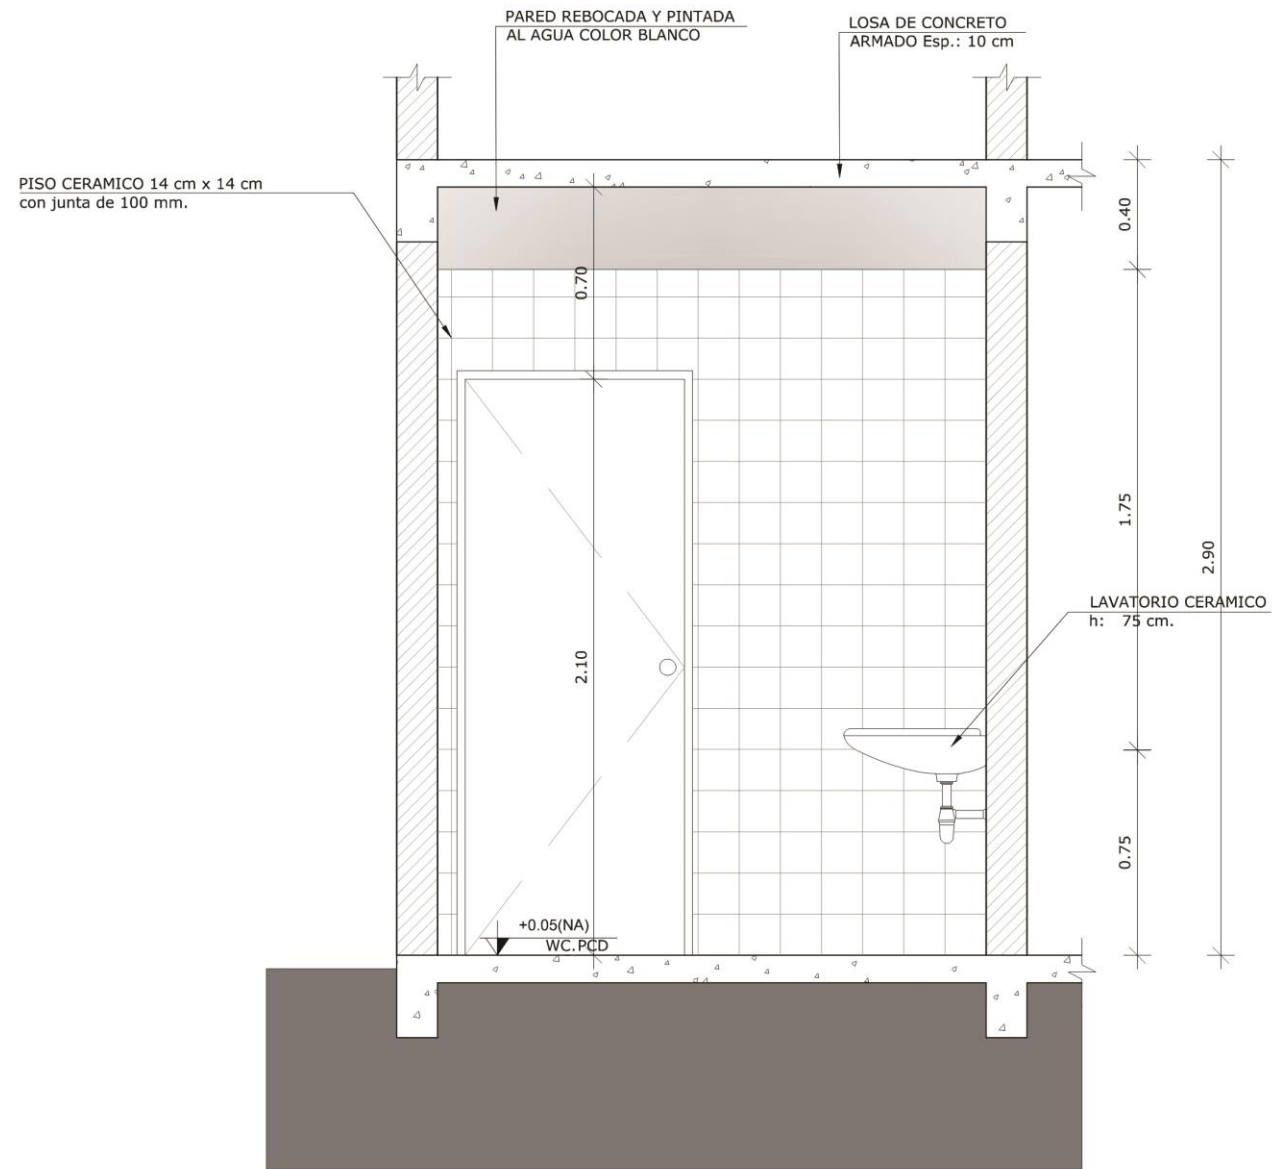 PARED REBOCADA Y PINTADA
AL AGUA COLOR BLANCO
LOSA DE CONCRETO
ARMADO Esp.: 10 cm
PISO CERAMICO 14 cm x 14 cm
con junta de 100 mm.
0.40
0.70
1.75
2.90
LAVATORIO CERAMICO
h: 75 cm.
2.10
0.75
+0.05(NA)
WC.PCD